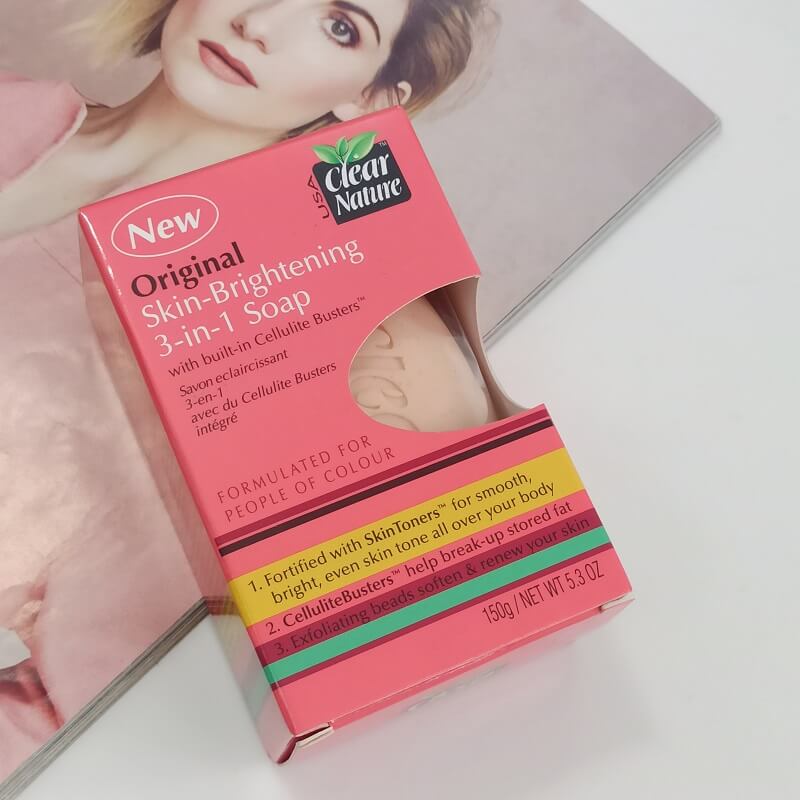 USA
Clear
Nature™
New
Original
Skin-Brightening
3-in-1 Soap
with built-in Cellulite Busters™
Savon eclaircissant
3-en-1
avec du Cellulite Busters
intégré
FORMULATED FOR
PEOPLE OF COLOUR
1. Fortified with SkinToners™ for smooth,
bright, even skin tone all over your body
2. CelluliteBusters™ help break-up stored fat
3. Exfoliating beads soften & renew your skin
150g / NET WT 5.3 OZ